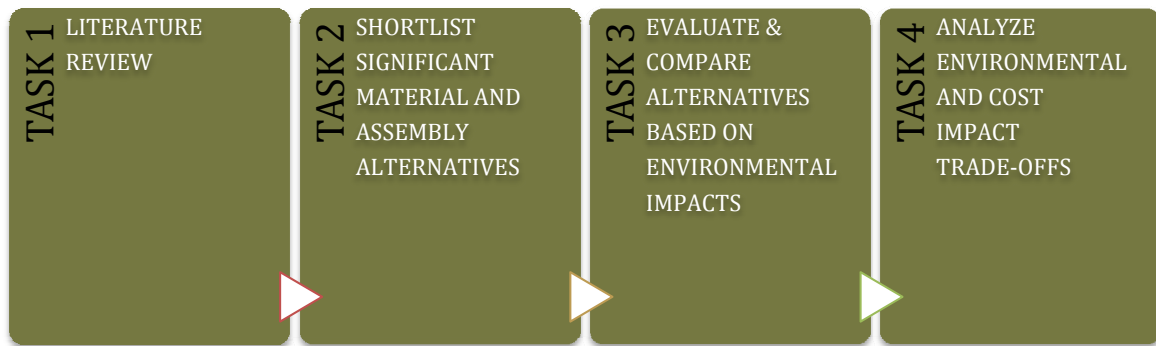 TASK 1
LITERATURE
REVIEW
TASK 2
SHORTLIST
SIGNIFICANT
MATERIAL AND
ASSEMBLY
ALTERNATIVES
TASK 3
EVALUATE &
COMPARE
ALTERNATIVES
BASED ON
ENVIRONMENTAL
IMPACTS
TASK 4
ANALYZE
ENVIRONMENTAL
AND COST
IMPACT
TRADE-OFFS